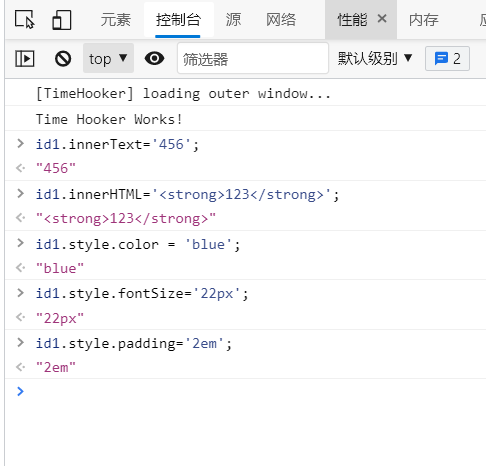 元素 控制台 源 网络 性能 × 内存
top ▼ 筛选器 默认级别 ▼ 2
[TimeHooker] loading outer window...
Time Hooker Works!
> id1.innerText='456';
"456"
> id1.innerHTML='<strong>123</strong>';
"<strong>123</strong>"
> id1.style.color = 'blue';
"blue"
> id1.style.fontSize='22px';
"22px"
> id1.style.padding='2em';
"2em"
>